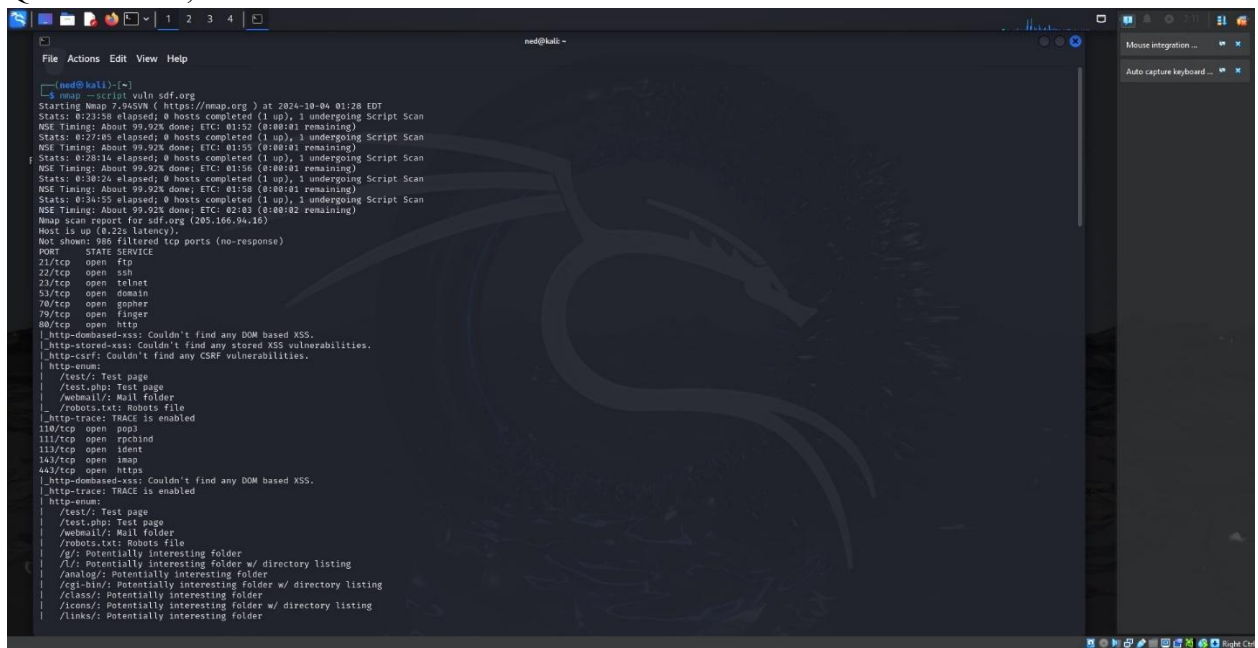 1 2 3 4
2:11
ned@kali: ~
File Actions Edit View Help
Mouse integration ...
Auto capture keyboard ...
(ned㉿kali)-[~]
$ nmap --script vuln sdf.org
Starting Nmap 7.94SVN ( https://nmap.org ) at 2024-10-04 01:28 EDT
Stats: 0:23:58 elapsed; 0 hosts completed (1 up), 1 undergoing Script Scan
NSE Timing: About 99.92% done; ETC: 01:52 (0:00:01 remaining)
Stats: 0:27:05 elapsed; 0 hosts completed (1 up), 1 undergoing Script Scan
NSE Timing: About 99.92% done; ETC: 01:55 (0:00:01 remaining)
Stats: 0:28:14 elapsed; 0 hosts completed (1 up), 1 undergoing Script Scan
NSE Timing: About 99.92% done; ETC: 01:56 (0:00:01 remaining)
Stats: 0:30:24 elapsed; 0 hosts completed (1 up), 1 undergoing Script Scan
NSE Timing: About 99.92% done; ETC: 01:58 (0:00:01 remaining)
Stats: 0:34:55 elapsed; 0 hosts completed (1 up), 1 undergoing Script Scan
NSE Timing: About 99.92% done; ETC: 02:03 (0:00:02 remaining)
Nmap scan report for sdf.org (205.166.94.16)
Host is up (0.22s latency).
Not shown: 986 filtered tcp ports (no-response)
PORT STATE SERVICE
21/tcp open ftp
22/tcp open ssh
23/tcp open telnet
53/tcp open domain
70/tcp open gopher
79/tcp open finger
80/tcp open http
|_http-dombased-xss: Couldn't find any DOM based XSS.
|_http-stored-xss: Couldn't find any stored XSS vulnerabilities.
|_http-csrf: Couldn't find any CSRF vulnerabilities.
| http-enum:
| /test/: Test page
| /test.php: Test page
| /webmail/: Mail folder
|_ /robots.txt: Robots file
|_http-trace: TRACE is enabled
110/tcp open pop3
111/tcp open rpcbind
113/tcp open ident
143/tcp open imap
443/tcp open https
|_http-dombased-xss: Couldn't find any DOM based XSS.
|_http-trace: TRACE is enabled
| http-enum:
| /test/: Test page
| /test.php: Test page
| /webmail/: Mail folder
| /robots.txt: Robots file
| /g/: Potentially interesting folder
| /l/: Potentially interesting folder w/ directory listing
| /analog/: Potentially interesting folder
| /cgi-bin/: Potentially interesting folder w/ directory listing
| /class/: Potentially interesting folder
| /icons/: Potentially interesting folder w/ directory listing
| /links/: Potentially interesting folder
Right Ctrl